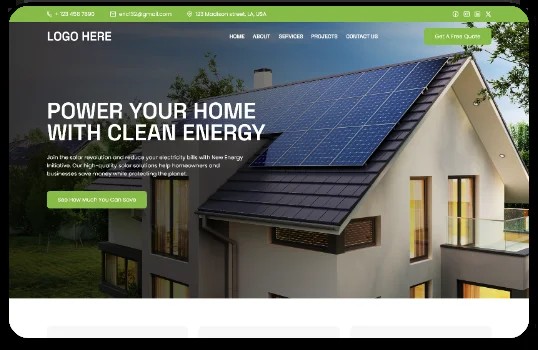 + 123 456 7890
eric192@gmail.com
123 Madison street, LA, USA
LOGO HERE
HOME ABOUT SERVICES PROJECTS CONTACT US
Get A Free Quote
POWER YOUR HOME
WITH CLEAN ENERGY
Join the solar revolution and reduce your electricity bills with New Energy
Initiative. Our high-quality solar solutions help homeowners and
businesses save money while protecting the planet.
See How Much You Can Save